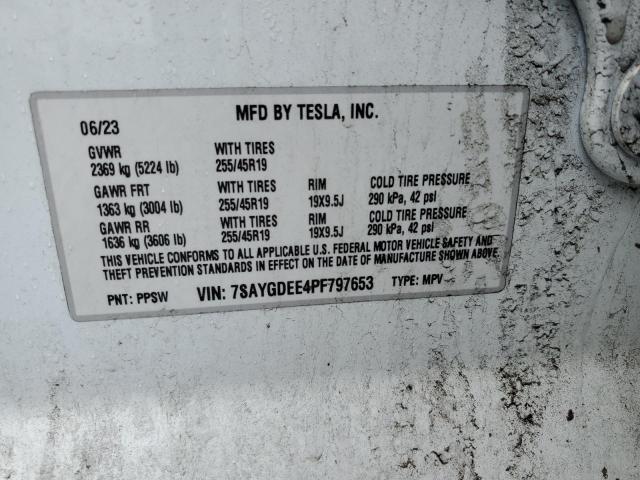 MFD BY TESLA, INC.
06/23
GVWR WITH TIRES
2369 kg (5224 lb) 255/45R19
GAWR FRT WITH TIRES RIM COLD TIRE PRESSURE
1363 kg (3004 lb) 255/45R19 19X9.5J 290 kPa, 42 psi
GAWR RR WITH TIRES RIM COLD TIRE PRESSURE
1636 kg (3606 lb) 255/45R19 19X9.5J 290 kPa, 42 psi
THIS VEHICLE CONFORMS TO ALL APPLICABLE U.S. FEDERAL MOTOR VEHICLE SAFETY AND
THEFT PREVENTION STANDARDS IN EFFECT ON THE DATE OF MANUFACTURE SHOWN ABOVE.
PNT: PPSW VIN: 7SAYGDEE4PF797653 TYPE: MPV